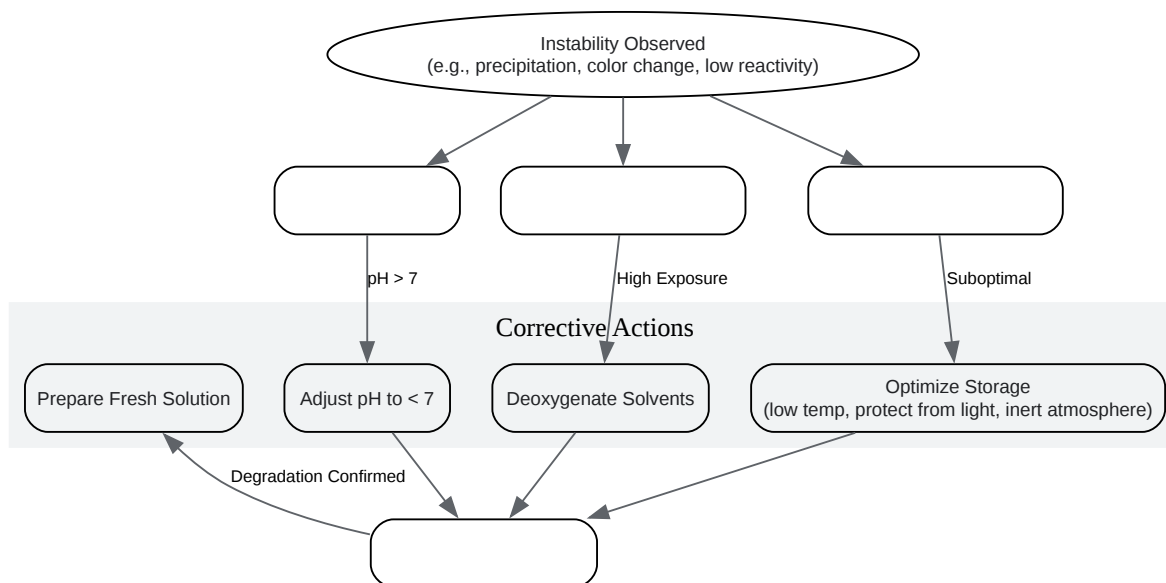 Instability Observed
(e.g., precipitation, color change, low reactivity)
pH > 7
High Exposure
Suboptimal
Corrective Actions
Prepare Fresh Solution
Adjust pH to < 7
Deoxygenate Solvents
Optimize Storage
(low temp, protect from light, inert atmosphere)
Degradation Confirmed